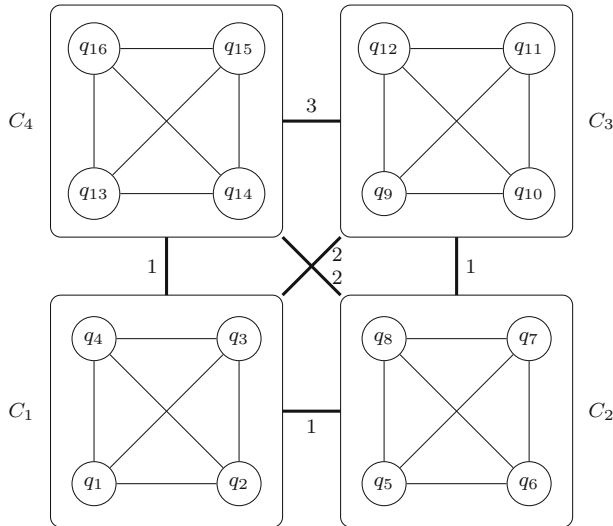 q₁₆ q₁₅ q₁₂ q₁₁
C₄ 3 C₃
q₁₃ q₁₄ q₉ q₁₀
1 2 1
2
q₄ q₃ q₈ q₇
C₁ 1 C₂
q₁ q₂ q₅ q₆